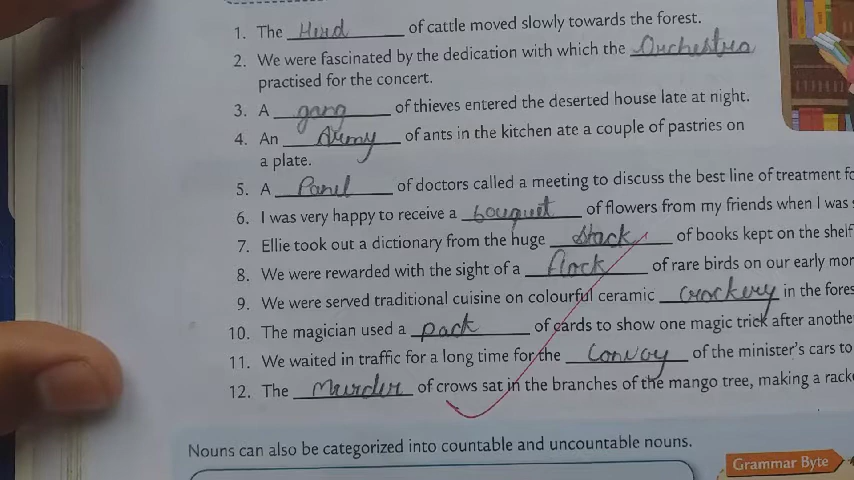 1. The Herd of cattle moved slowly towards the forest.
2. We were fascinated by the dedication with which the Orchestra
practised for the concert.
3. A gang of thieves entered the deserted house late at night.
4. An Army of ants in the kitchen ate a couple of pastries on
a plate.
5. A Panel of doctors called a meeting to discuss the best line of treatment fo
6. I was very happy to receive a bouquet of flowers from my friends when I was s
7. Ellie took out a dictionary from the huge stack of books kept on the shelf
8. We were rewarded with the sight of a flock of rare birds on our early mor
9. We were served traditional cuisine on colourful ceramic crockery in the fores
10. The magician used a pack of cards to show one magic trick after anothe
11. We waited in traffic for a long time for the convoy of the minister's cars to
12. The Murder of crows sat in the branches of the mango tree, making a racke
Nouns can also be categorized into countable and uncountable nouns.
Grammar Byte